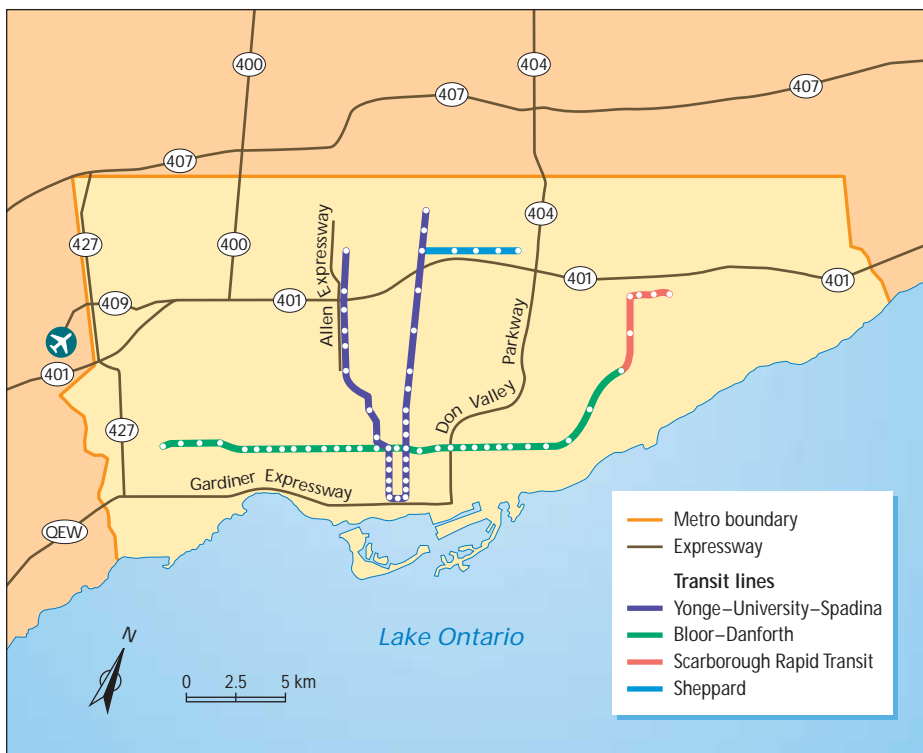 400
404
407
407
407
404
427
400
Allen Expressway
401
401
401
409
401
Don Valley Parkway
427
Gardiner Expressway
QEW
Metro boundary
Expressway
Transit lines
Yonge–University–Spadina
Bloor–Danforth
Scarborough Rapid Transit
Sheppard
Lake Ontario
N
0 2.5 5 km